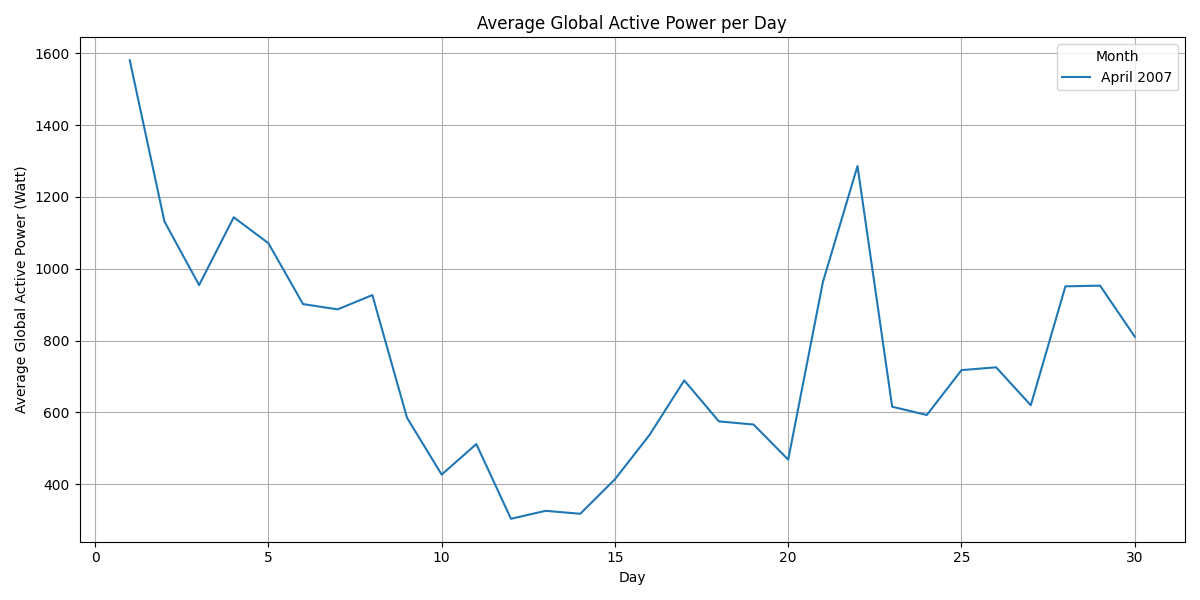 Average Global Active Power per Day
Month
April 2007
Average Global Active Power (Watt)
1600
1400
1200
1000
800
600
400
0 5 10 15 20 25 30
Day